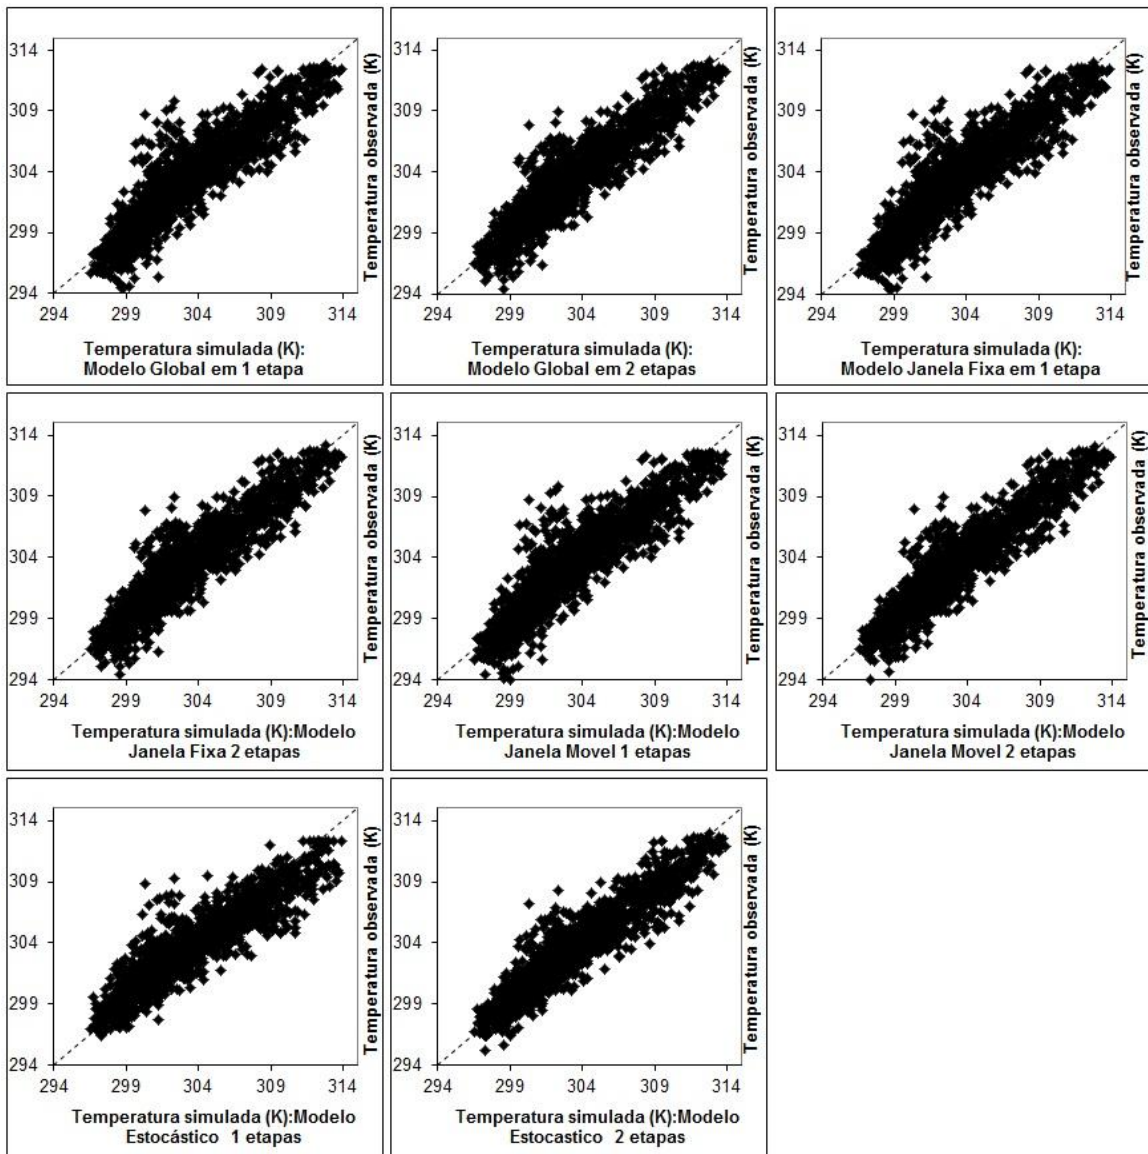 314
309
304
299
294
294 299 304 309 314
Temperatura observada (K)
Temperatura simulada (K):
Modelo Global em 1 etapa
314
309
304
299
294
294 299 304 309 314
Temperatura observada (K)
Temperatura simulada (K):
Modelo Global em 2 etapas
314
309
304
299
294
294 299 304 309 314
Temperatura observada (K)
Temperatura simulada (K):
Modelo Janela Fixa em 1 etapa
314
309
304
299
294
294 299 304 309 314
Temperatura observada (K)
Temperatura simulada (K):Modelo
Janela Fixa 2 etapas
314
309
304
299
294
294 299 304 309 314
Temperatura observada (K)
Temperatura simulada (K):Modelo
Janela Movel 1 etapas
314
309
304
299
294
294 299 304 309 314
Temperatura observada (K)
Temperatura simulada (K):Modelo
Janela Movel 2 etapas
314
309
304
299
294
294 299 304 309 314
Temperatura observada (K)
Temperatura simulada (K):Modelo
Estocástico 1 etapas
314
309
304
299
294
294 299 304 309 314
Temperatura observada (K)
Temperatura simulada (K):Modelo
Estocastico 2 etapas